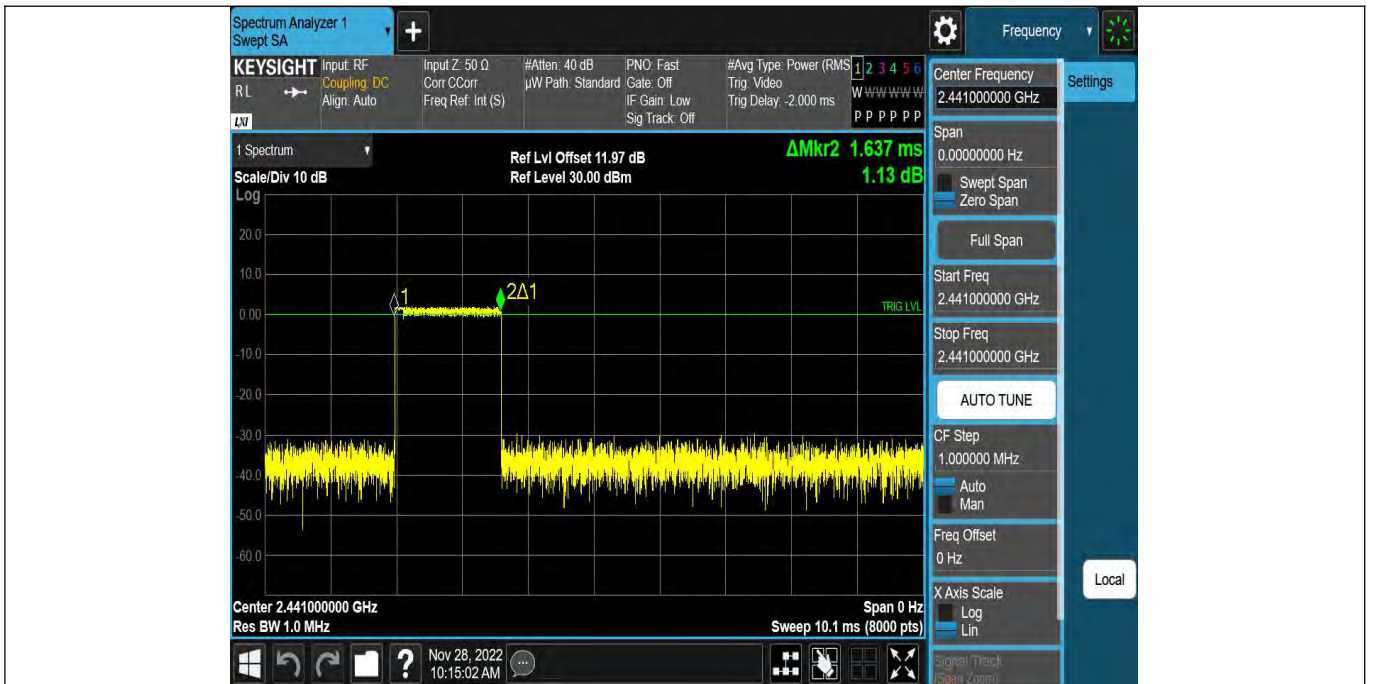 Spectrum Analyzer 1
Swept SA
+
Frequency
KEYSIGHT
RL
LXI
Input: RF
Coupling: DC
Align: Auto
Input Z: 50 Ω
Corr CCorr
Freq Ref: Int (S)
#Atten: 40 dB
µW Path: Standard
PNO: Fast
Gate: Off
IF Gain: Low
Sig Track: Off
#Avg Type: Power (RMS
Trig: Video
Trig Delay: -2.000 ms
1 2 3 4 5 6
W W W W W W
P P P P P P
1 Spectrum
Scale/Div 10 dB
Log
Ref Lvl Offset 11.97 dB
Ref Level 30.00 dBm
ΔMkr2 1.637 ms
1.13 dB
20.0
10.0
0.00
-10.0
-20.0
-30.0
-40.0
-50.0
-60.0
1
2Δ1
TRIG LVL
Center 2.441000000 GHz
Res BW 1.0 MHz
Span 0 Hz
Sweep 10.1 ms (8000 pts)
?
Nov 28, 2022
10:15:02 AM
Center Frequency
2.441000000 GHz
Settings
Span
0.00000000 Hz
Swept Span
Zero Span
Full Span
Start Freq
2.441000000 GHz
Stop Freq
2.441000000 GHz
AUTO TUNE
CF Step
1.000000 MHz
Auto
Man
Freq Offset
0 Hz
X Axis Scale
Log
Lin
Local
Signal Track
(Span Zoom)